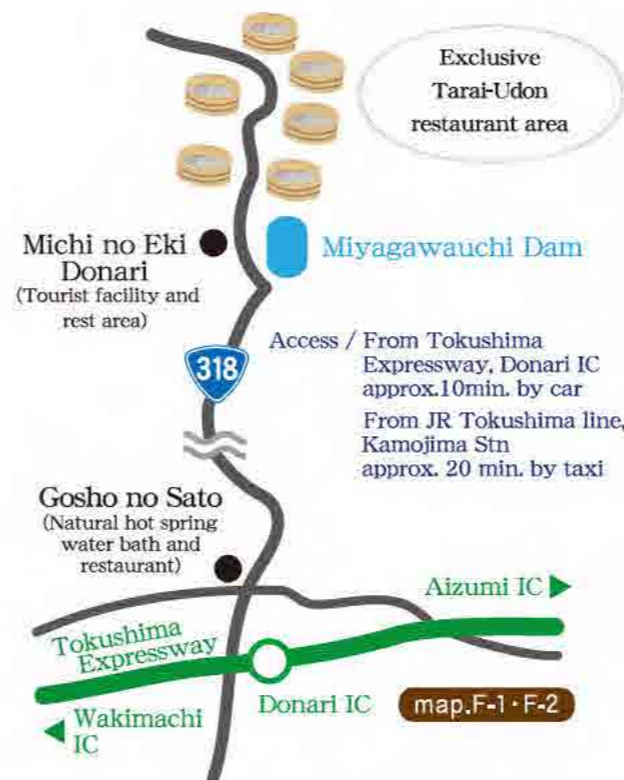 Exclusive
Tarai-Udon
restaurant area
Michi no Eki
Donari
(Tourist facility and
rest area)
Miyagawauchi Dam
Access / From Tokushima
Expressway, Donari IC
approx.10min. by car
From JR Tokushima line,
Kamojima Stn
approx. 20 min. by taxi
318
Gosho no Sato
(Natural hot spring
water bath and
restaurant)
Aizumi IC
Tokushima
Expressway
Donari IC
map.F-1・F-2
Wakimachi
IC